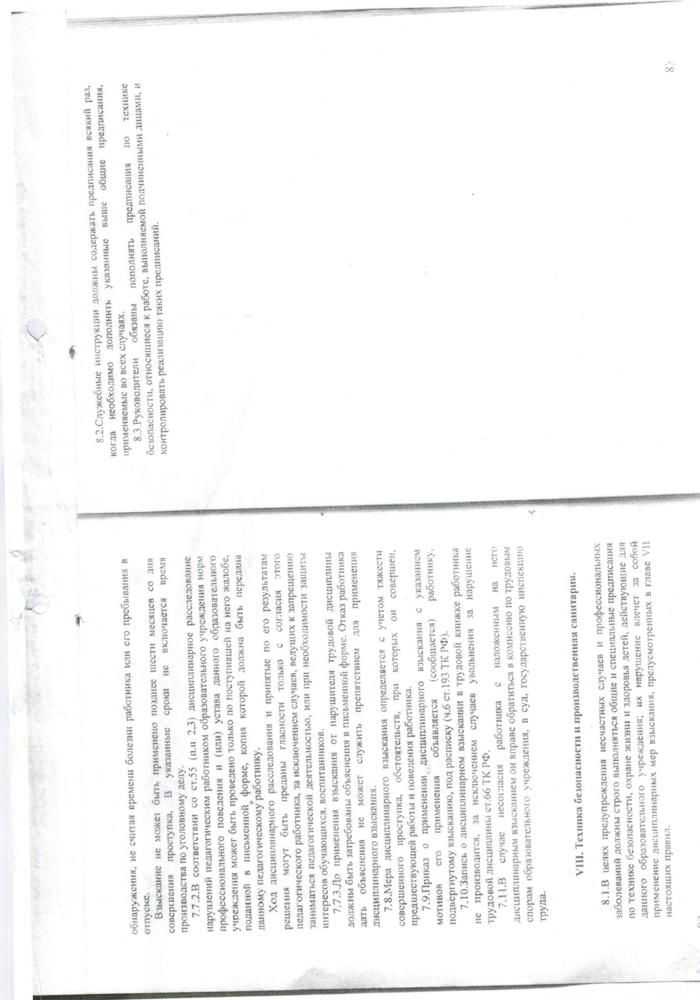 обнаружения, не считая времени болезни работника или его пребывания в
отпуске.
Взыскание не может быть применено позднее шести месяцев со дня
совершения проступка, В указанные сроки не включается время
производства по уголовному делу.
7.7.2.В соответствии со ст.55 (п.п 2,3) дисциплинарное расследование
нарушений педагогическим работником образовательного учреждения норм
профессионального поведения и (или) устава данного образовательного
учреждения может быть проведено только по поступившей на него жалобе,
поданной в письменной форме, копия которой должна быть передана
данному педагогическому работнику.
Ход дисциплинарного расследования и принятые по его результатам
решения могут быть преданы гласности только с согласия этого
педагогического работника, за исключением случаев, ведущих к запрещению
заниматься педагогической деятельностью, или при необходимости защиты
интересов обучающихся, воспитанников.
7.7.3.До применения взыскания от нарушителя трудовой дисциплины
должны быть затребованы объяснения в письменной форме. Отказ работника
дать объяснения не может служить препятствием для применения
дисциплинарного взыскания.
7.8.Мера дисциплинарного взыскания определяется с учетом тяжести
совершенного проступка, обстоятельств, при которых он совершен,
предшествующей работы и поведения работника.
7.9.Приказ о применении дисциплинарного взыскания с указанием
мотивов его применения объявляется (сообщается) работнику,
подвергнутому взысканию, под расписку (ч.6 ст.193 ТК РФ).
7.10.Запись о дисциплинарном взыскании в трудовой книжке работника
не производится, за исключением случаев увольнения за нарушение
трудовой дисциплины ст.66 ТК РФ.
7.11.В случае несогласия работника с наложенным на него
дисциплинарным взысканием он вправе обратиться в комиссию по трудовым
спорам образовательного учреждения, в суд, государственную инспекцию
труда.
VIII. Техника безопасности и производственная санитария.
8.1.В целях предупреждения несчастных случаев и профессиональных
заболеваний должны строго выполняться общие и специальные предписания
по технике безопасности, охране жизни и здоровья детей, действующие для
данного образовательного учреждения; их нарушение влечет за собой
применение дисциплинарных мер взыскания, предусмотренных в главе VII
настоящих правил.
8.2.Служебные инструкции должны содержать предписания всякий раз,
когда необходимо дополнить указанные выше общие предписания,
применяемые во всех случаях.
8.3.Руководители обязаны пополнять предписания по технике
безопасности, относящиеся к работе, выполняемой подчиненными лицами, и
контролировать реализацию таких предписаний.
83